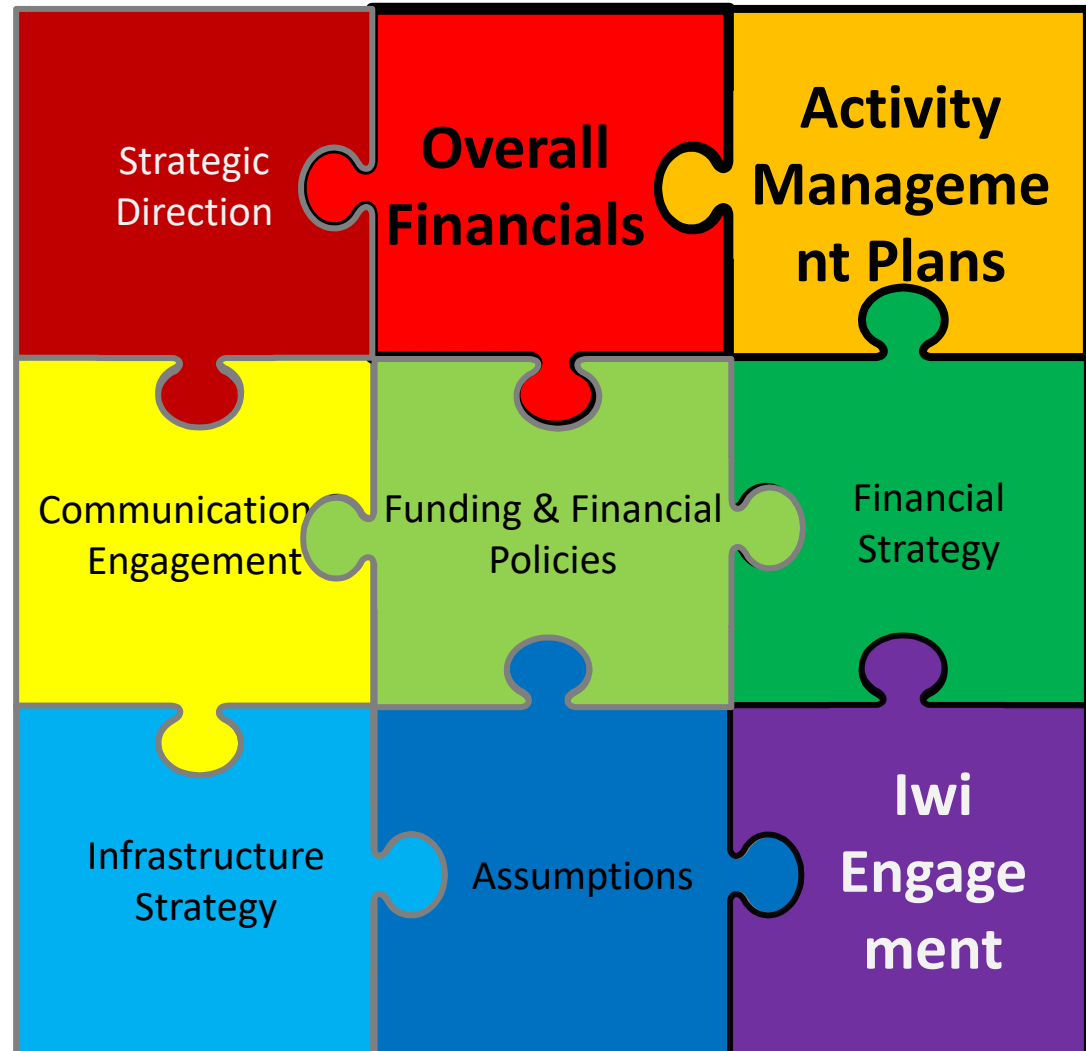 Strategic
Direction
Overall
Financials
Activity
Manageme
nt Plans
Communication
Engagement
Funding & Financial
Policies
Financial
Strategy
Infrastructure
Strategy
Assumptions
Iwi
Engage
ment